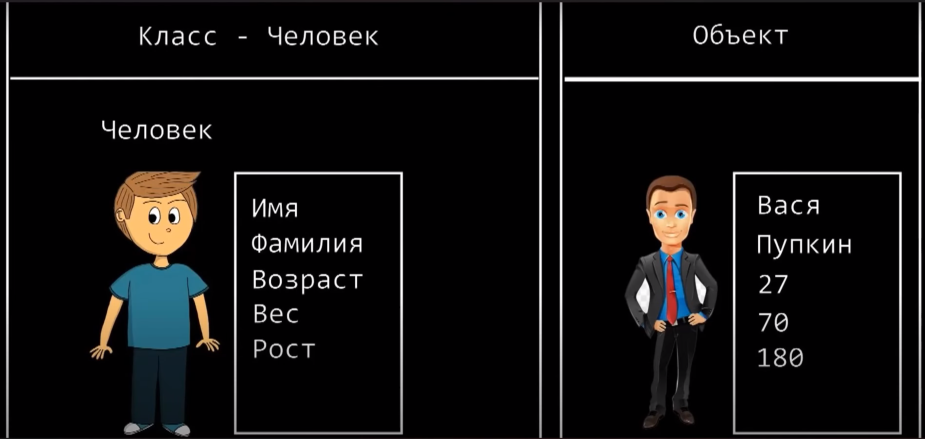 Класс - Человек
Объект
Человек
Имя
Фамилия
Возраст
Вес
Рост
Вася
Пупкин
27
70
180